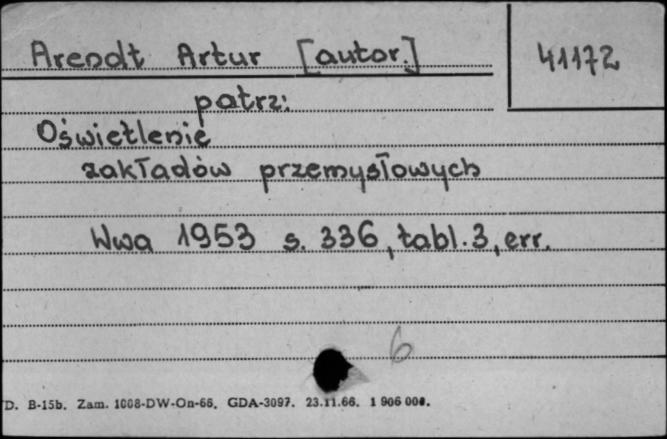 Arendt Artur [autor.]
41172
patrz:
Oświetlenie
zakładów przemysłowych
Wwa 1953 s. 336, tabl. 3, err.
6
D. B-15b. Zam. 1008-DW-On-66. GDA-3097. 23.11.66. 1 906 000.